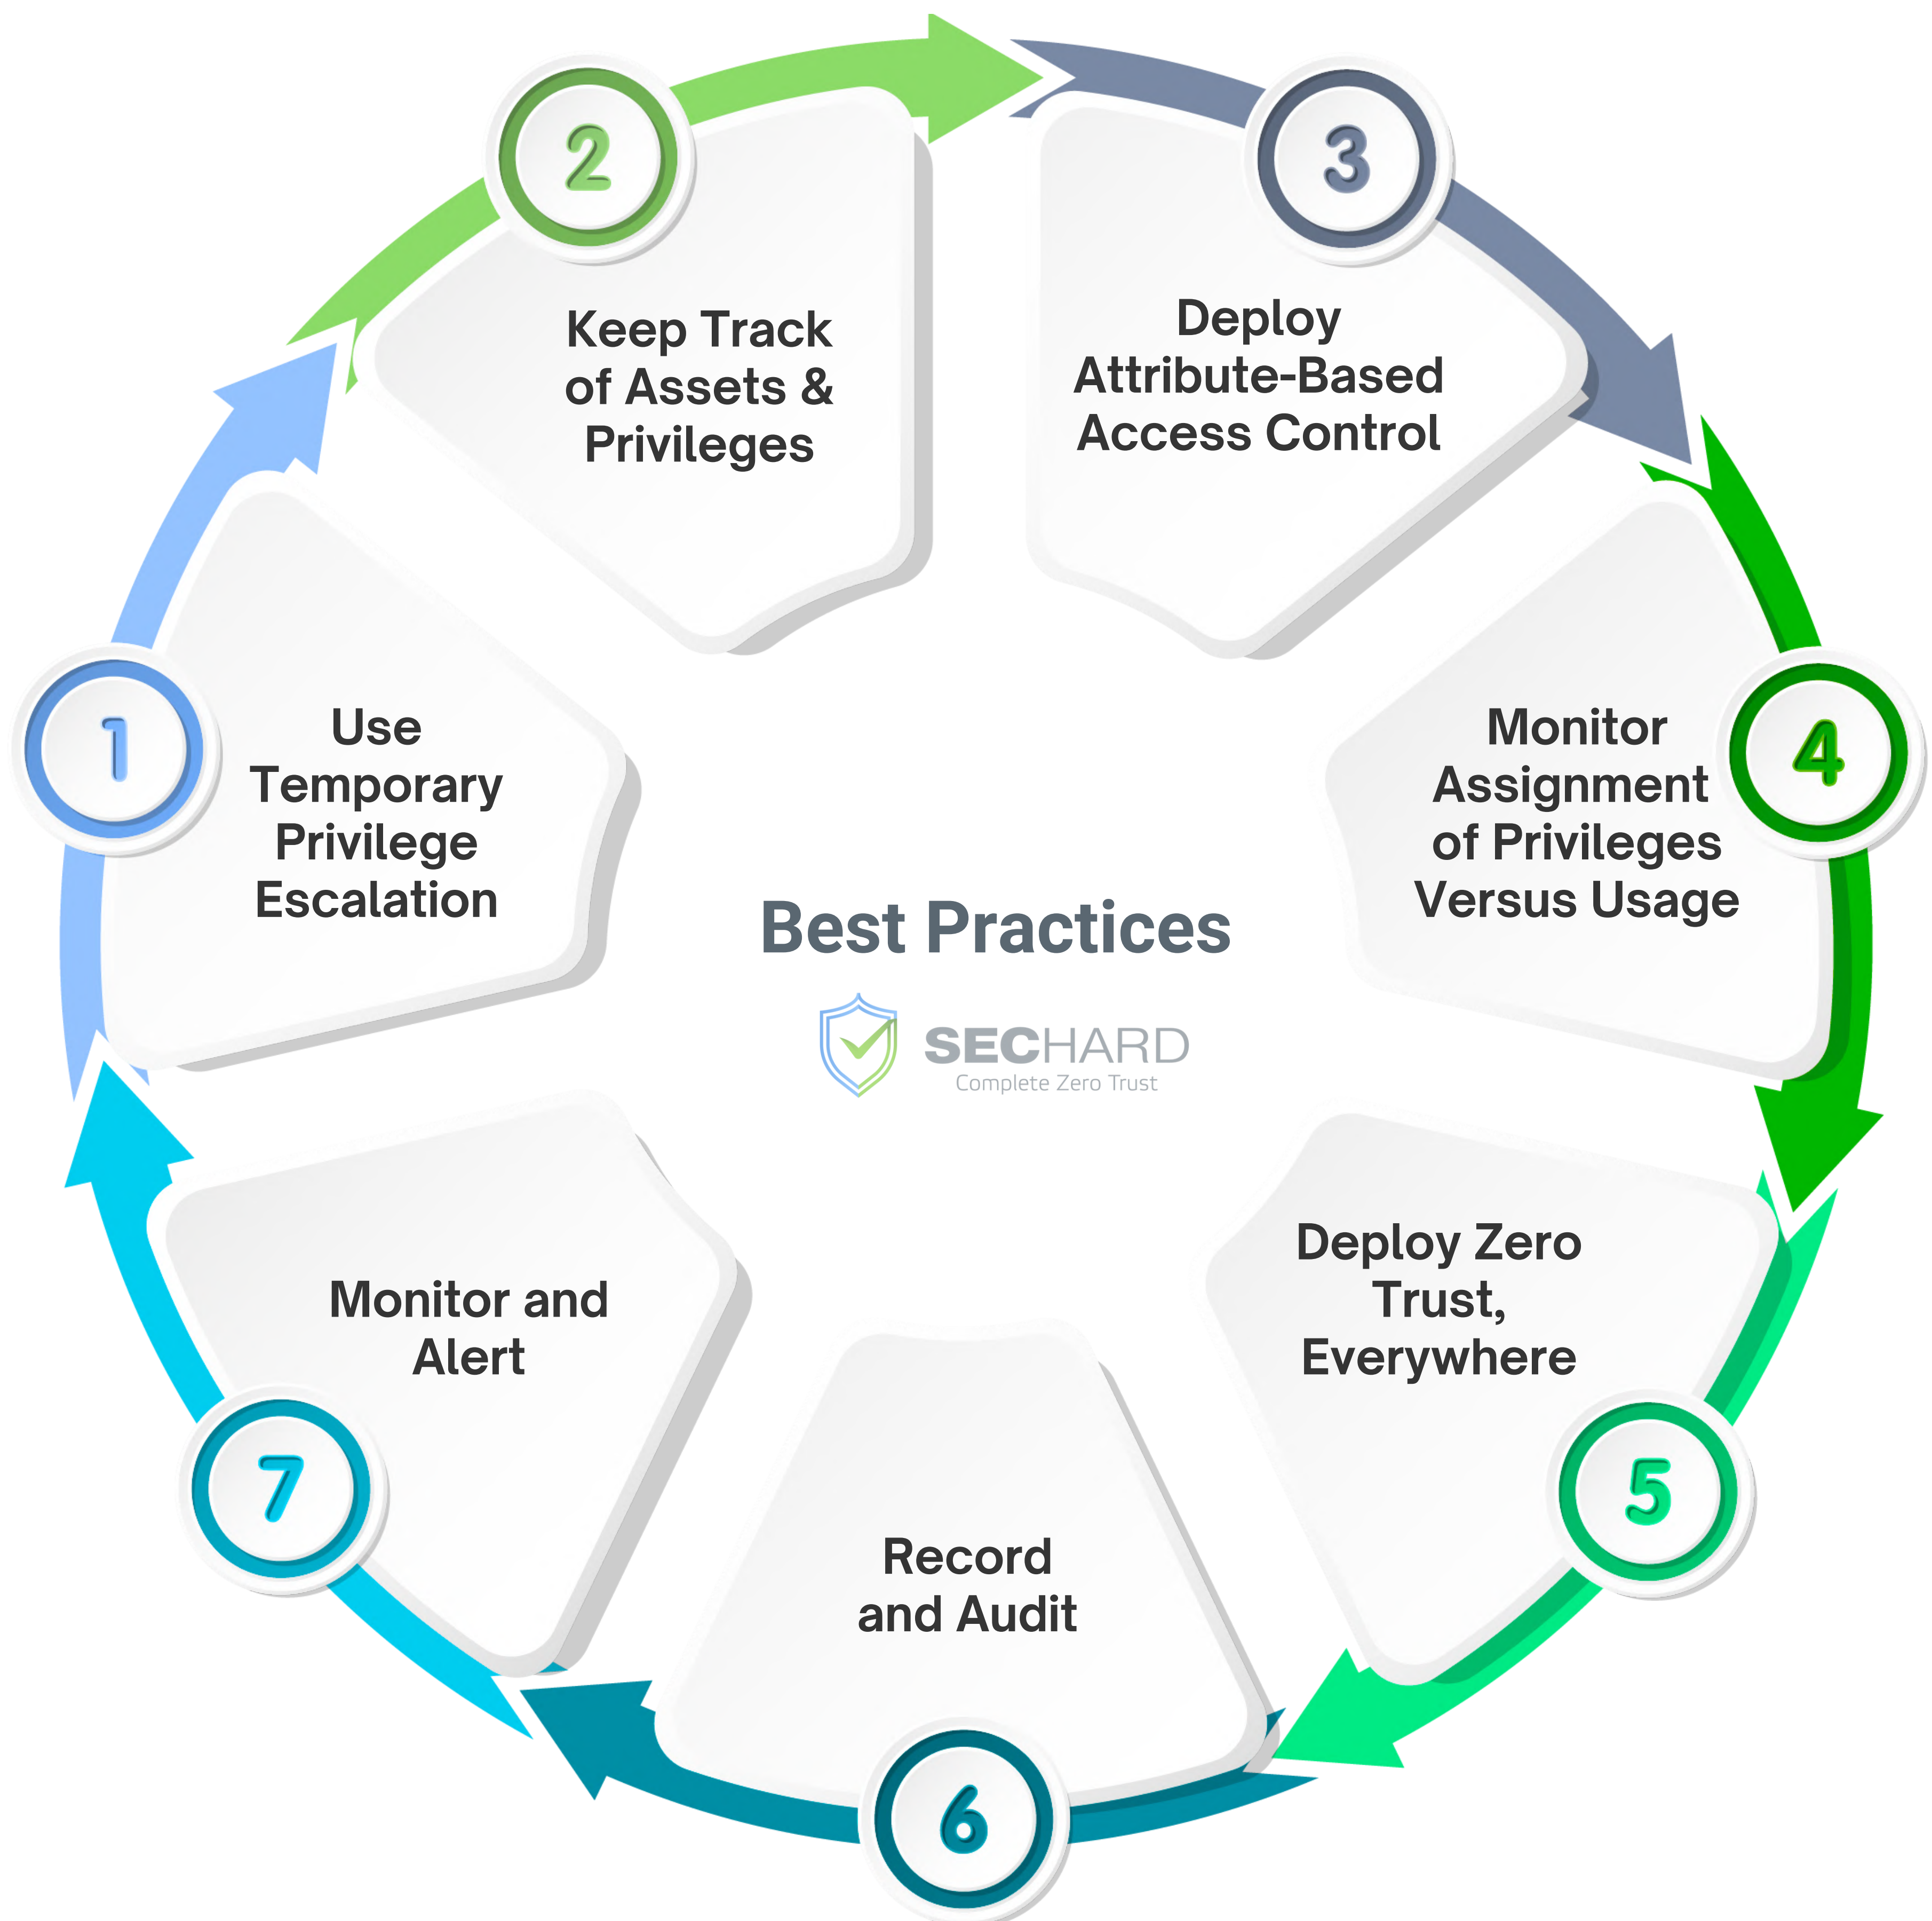 1
Use
Temporary
Privilege
Escalation
2
Keep Track
of Assets &
Privileges
3
Deploy
Attribute-Based
Access Control
4
Monitor
Assignment
of Privileges
Versus Usage
5
Deploy Zero
Trust,
Everywhere
6
Record
and Audit
7
Monitor and
Alert
Best Practices
SECHARD
Complete Zero Trust